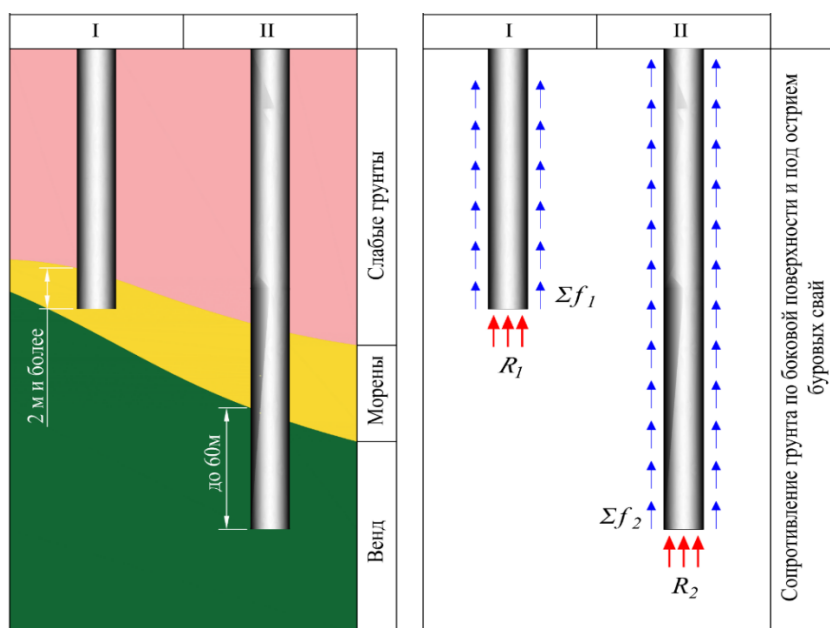 I
II
Слабые грунты
2 м и более
Морены
до 60м
Венд
I
II
Σf₁
R₁
Σf₂
R₂
Сопротивление грунта по боковой поверхности и под острием
буровых свай